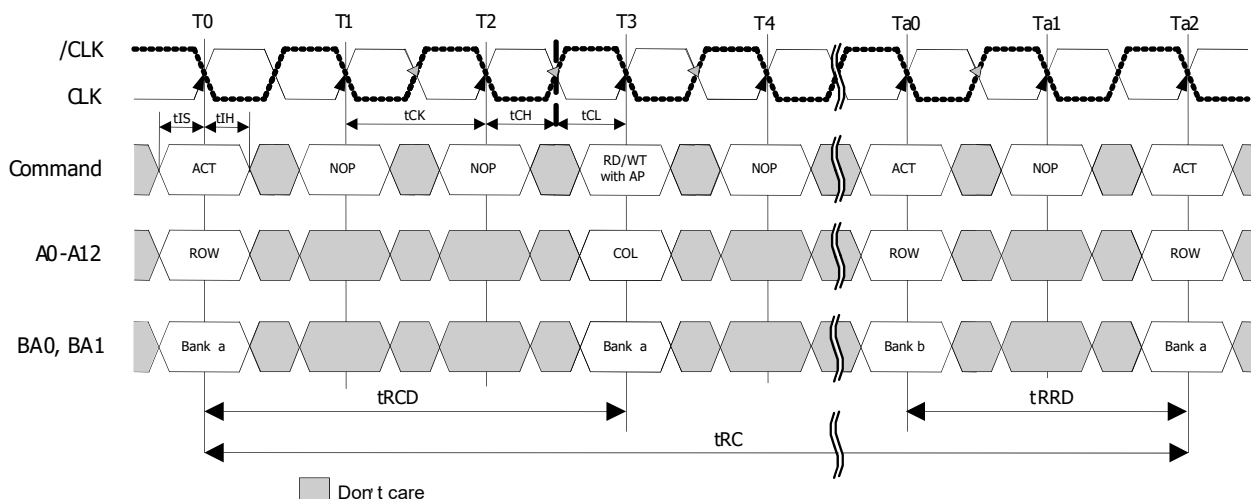 T0 T1 T2 T3 T4 Ta0 Ta1 Ta2
/CLK
CLK
tIS tIH tCK tCH tCL
Command ACT NOP NOP RD/WT with AP NOP ACT NOP ACT
A0-A12 ROW COL ROW ROW
BA0, BA1 Bank a Bank a Bank b Bank a
tRCD tRRD
tRC
Don't care